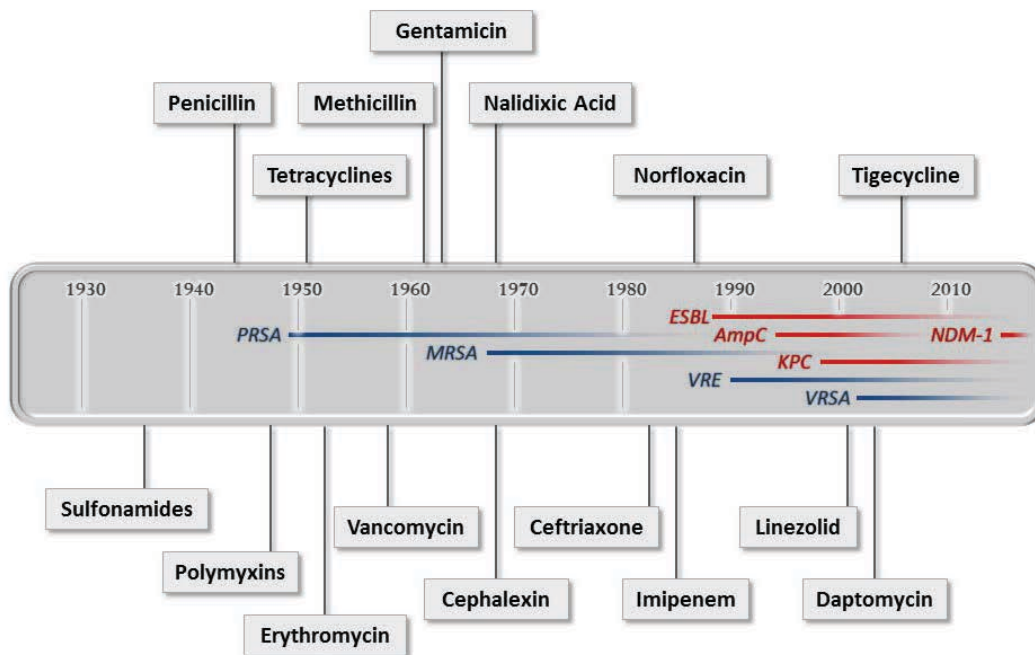 Gentamicin
Penicillin
Methicillin
Nalidixic Acid
Tetracyclines
Norfloxacin
Tigecycline
1930
1940
1950
1960
1970
1980
1990
2000
2010
ESBL
PRSA
AmpC
NDM-1
MRSA
KPC
VRE
VRSA
Sulfonamides
Vancomycin
Ceftriaxone
Linezolid
Polymyxins
Cephalexin
Imipenem
Daptomycin
Erythromycin